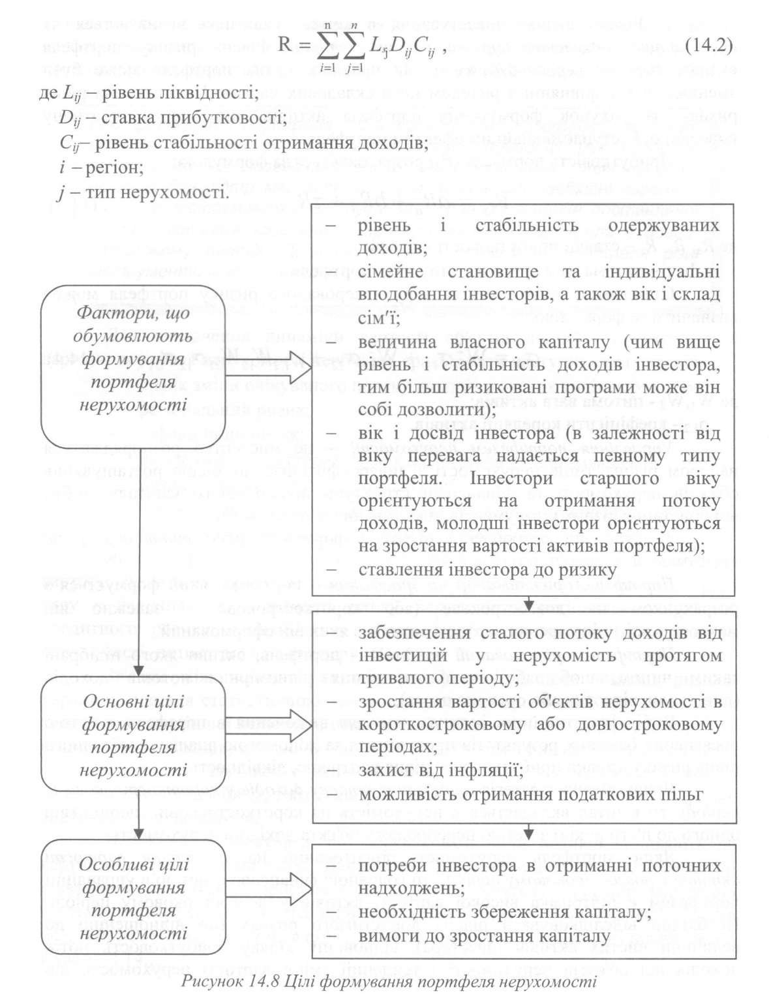 R = ∑ ∑ L_ij D_ij C_ij , (14.2)
n n
i=1 j=1
де L_ij – рівень ліквідності;
D_ij – ставка прибутковості;
C_ij– рівень стабільності отримання доходів;
i – регіон;
j – тип нерухомості.
Фактори, що
обумовлюють
формування
портфеля
нерухомості
– рівень і стабільність одержуваних
доходів;
– сімейне становище та індивідуальні
вподобання інвесторів, а також вік і склад
сім'ї;
– величина власного капіталу (чим вище
рівень і стабільність доходів інвестора,
тим більш ризиковані програми може він
собі дозволити);
– вік і досвід інвестора (в залежності від
віку перевага надається певному типу
портфеля. Інвестори старшого віку
орієнтуються на отримання потоку
доходів, молодші інвестори орієнтуються
на зростання вартості активів портфеля);
– ставлення інвестора до ризику
Основні цілі
формування
портфеля
нерухомості
– забезпечення сталого потоку доходів від
інвестицій у нерухомість протягом
тривалого періоду;
– зростання вартості об'єктів нерухомості в
короткостроковому або довгостроковому
періодах;
– захист від інфляції;
– можливість отримання податкових пільг
Особливі цілі
формування
портфеля
нерухомості
– потреби інвестора в отриманні поточних
надходжень;
– необхідність збереження капіталу;
– вимоги до зростання капіталу
Рисунок 14.8 Цілі формування портфеля нерухомості